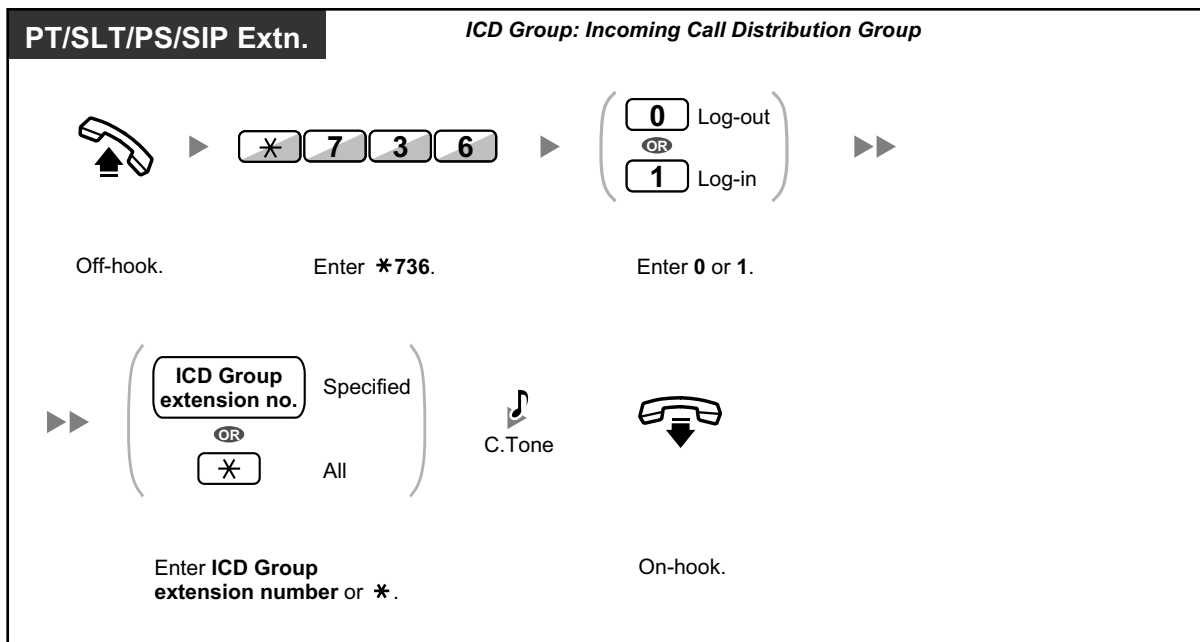 PT/SLT/PS/SIP Extn.
ICD Group: Incoming Call Distribution Group
✳ 7 3 6
0 Log-out
OR
1 Log-in
Off-hook.
Enter ✳736.
Enter 0 or 1.
ICD Group
extension no.
Specified
OR
✳ All
C.Tone
Enter ICD Group
extension number or ✳.
On-hook.